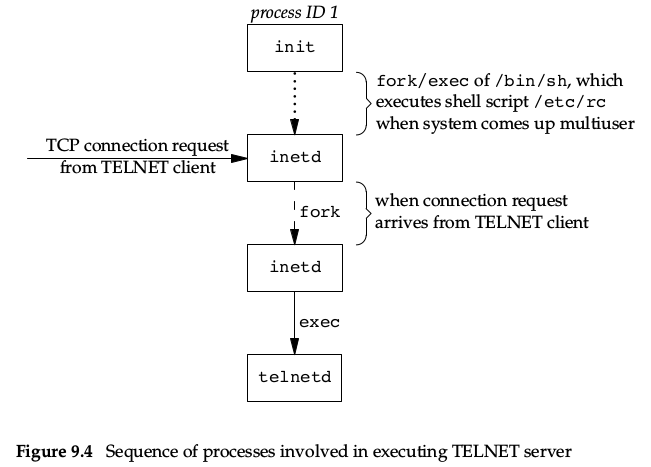 process ID 1
init
fork/exec of /bin/sh, which
executes shell script /etc/rc
when system comes up multiuser
TCP connection request
from TELNET client
inetd
fork
when connection request
arrives from TELNET client
inetd
exec
telnetd
Figure 9.4 Sequence of processes involved in executing TELNET server